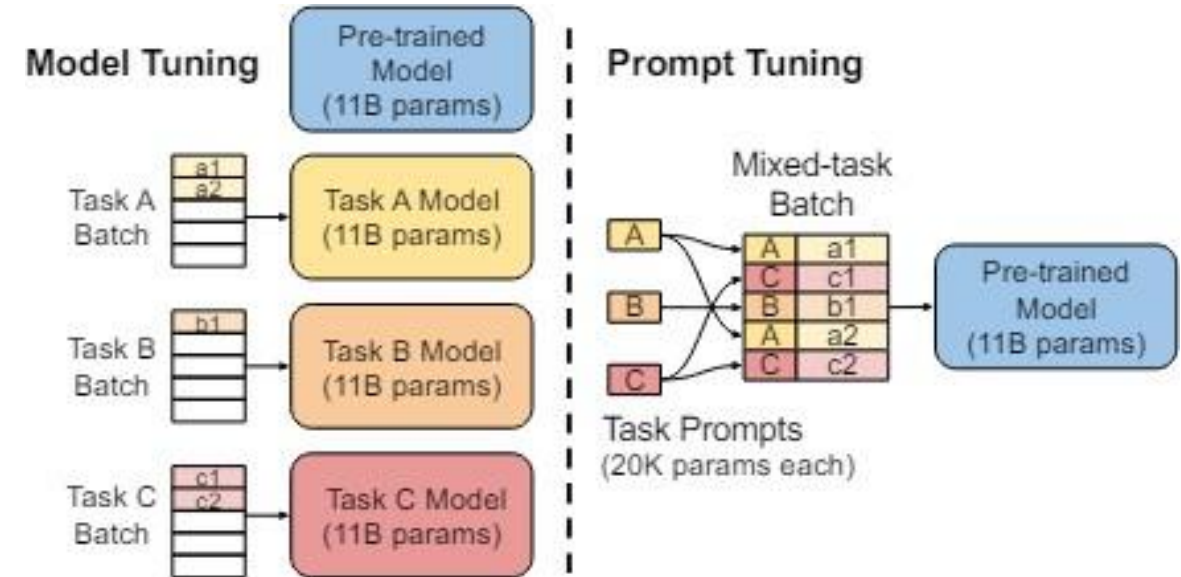 Model Tuning
Pre-trained
Model
(11B params)
Task A
Batch
a1
a2
Task A Model
(11B params)
Task B
Batch
b1
Task B Model
(11B params)
Task C
Batch
c1
c2
Task C Model
(11B params)
Prompt Tuning
Mixed-task
Batch
A
B
C
A a1
C c1
B b1
A a2
C c2
Task Prompts
(20K params each)
Pre-trained
Model
(11B params)